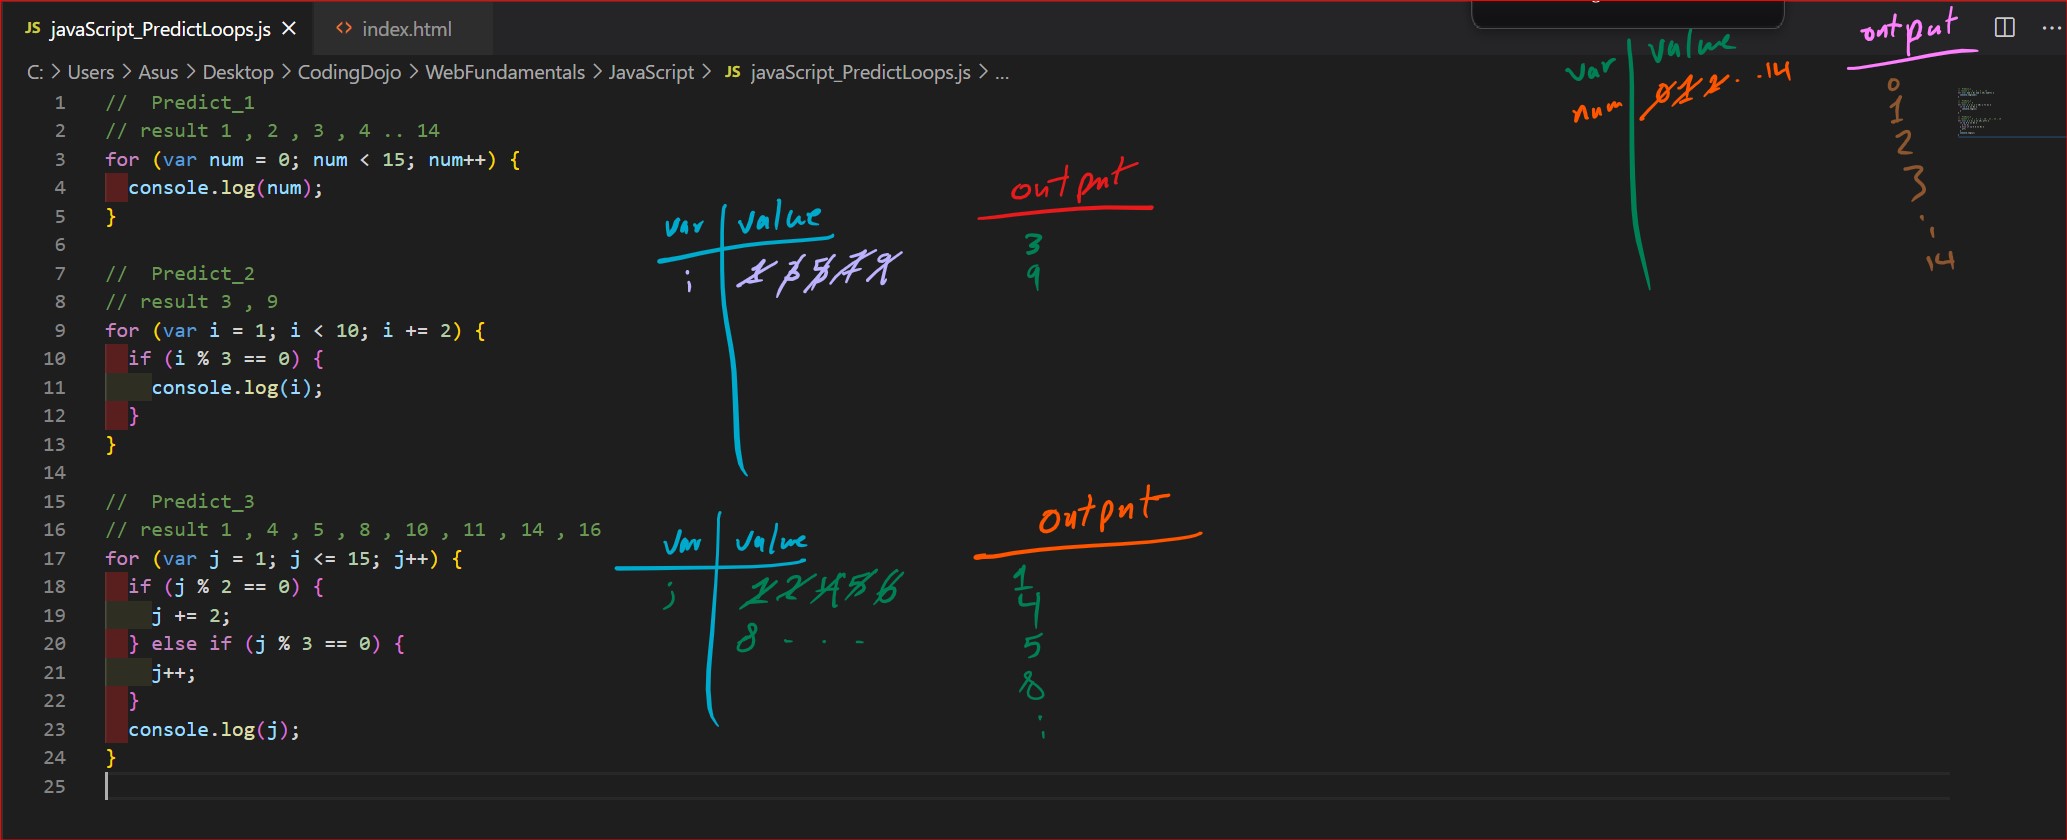 JS javaScript_PredictLoops.js × <> index.html
C: > Users > Asus > Desktop > CodingDojo > WebFundamentals > JavaScript > JS javaScript_PredictLoops.js > ...
1 // Predict_1
2 // result 1 , 2 , 3 , 4 .. 14
3 for (var num = 0; num < 15; num++) {
4 console.log(num);
5 }
6
7 // Predict_2
8 // result 3 , 9
9 for (var i = 1; i < 10; i += 2) {
10 if (i % 3 == 0) {
11 console.log(i);
12 }
13 }
14
15 // Predict_3
16 // result 1 , 4 , 5 , 8 , 10 , 11 , 14 , 16
17 for (var j = 1; j <= 15; j++) {
18 if (j % 2 == 0) {
19 j += 2;
20 } else if (j % 3 == 0) {
21 j++;
22 }
23 console.log(j);
24 }
25
var value
num 0 1 2 . . . 14
output
0
1
2
3
:
14
var value
i 1 3 5 7 9
output
3
9
var value
j 1 2 4 5 6
8 - . -
output
1
4
5
8
: